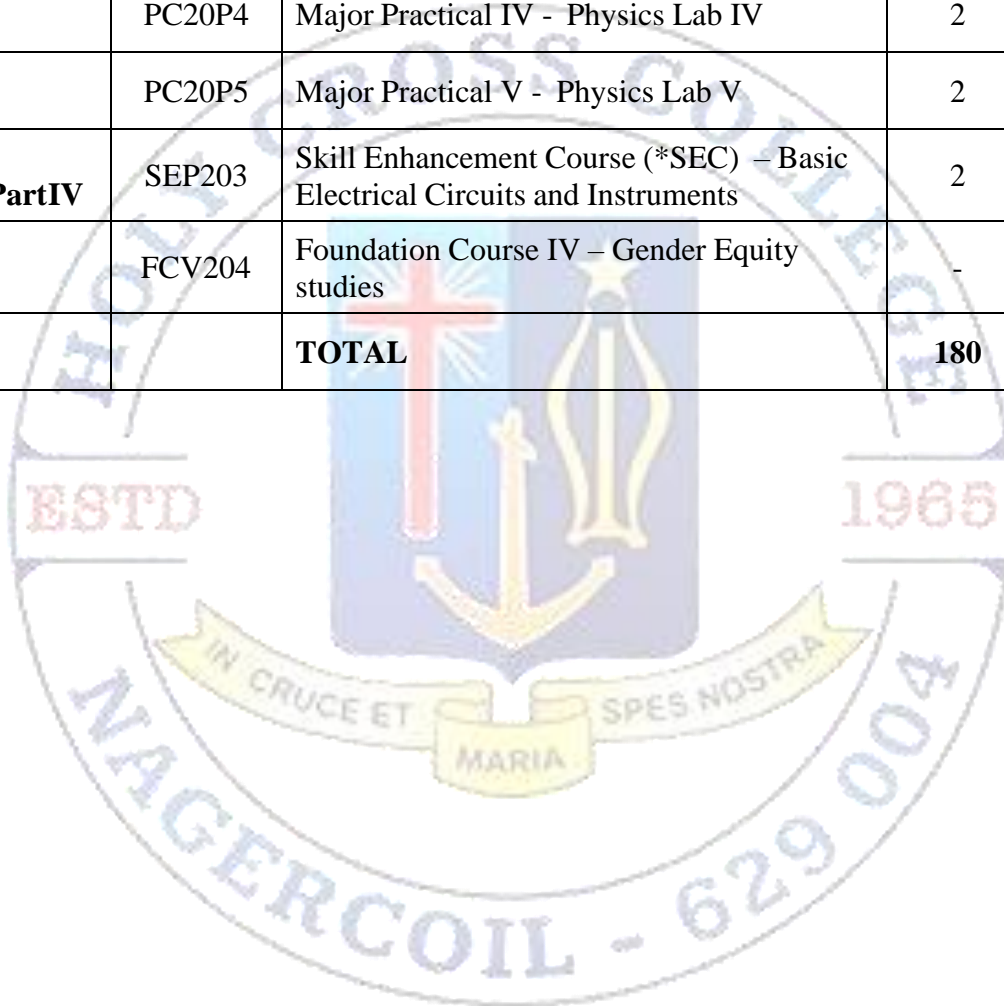 PC20P4 Major Practical IV - Physics Lab IV 2
PC20P5 Major Practical V - Physics Lab V 2
PartIV SEP203 Skill Enhancement Course (*SEC) – Basic 2
Electrical Circuits and Instruments
FCV204 Foundation Course IV – Gender Equity -
studies
TOTAL 180
HOLY CROSS COLLEGE
ESTD 1965
IN CRUCE ET MARIA SPES NOSTRA
NAGERCOIL - 629 004